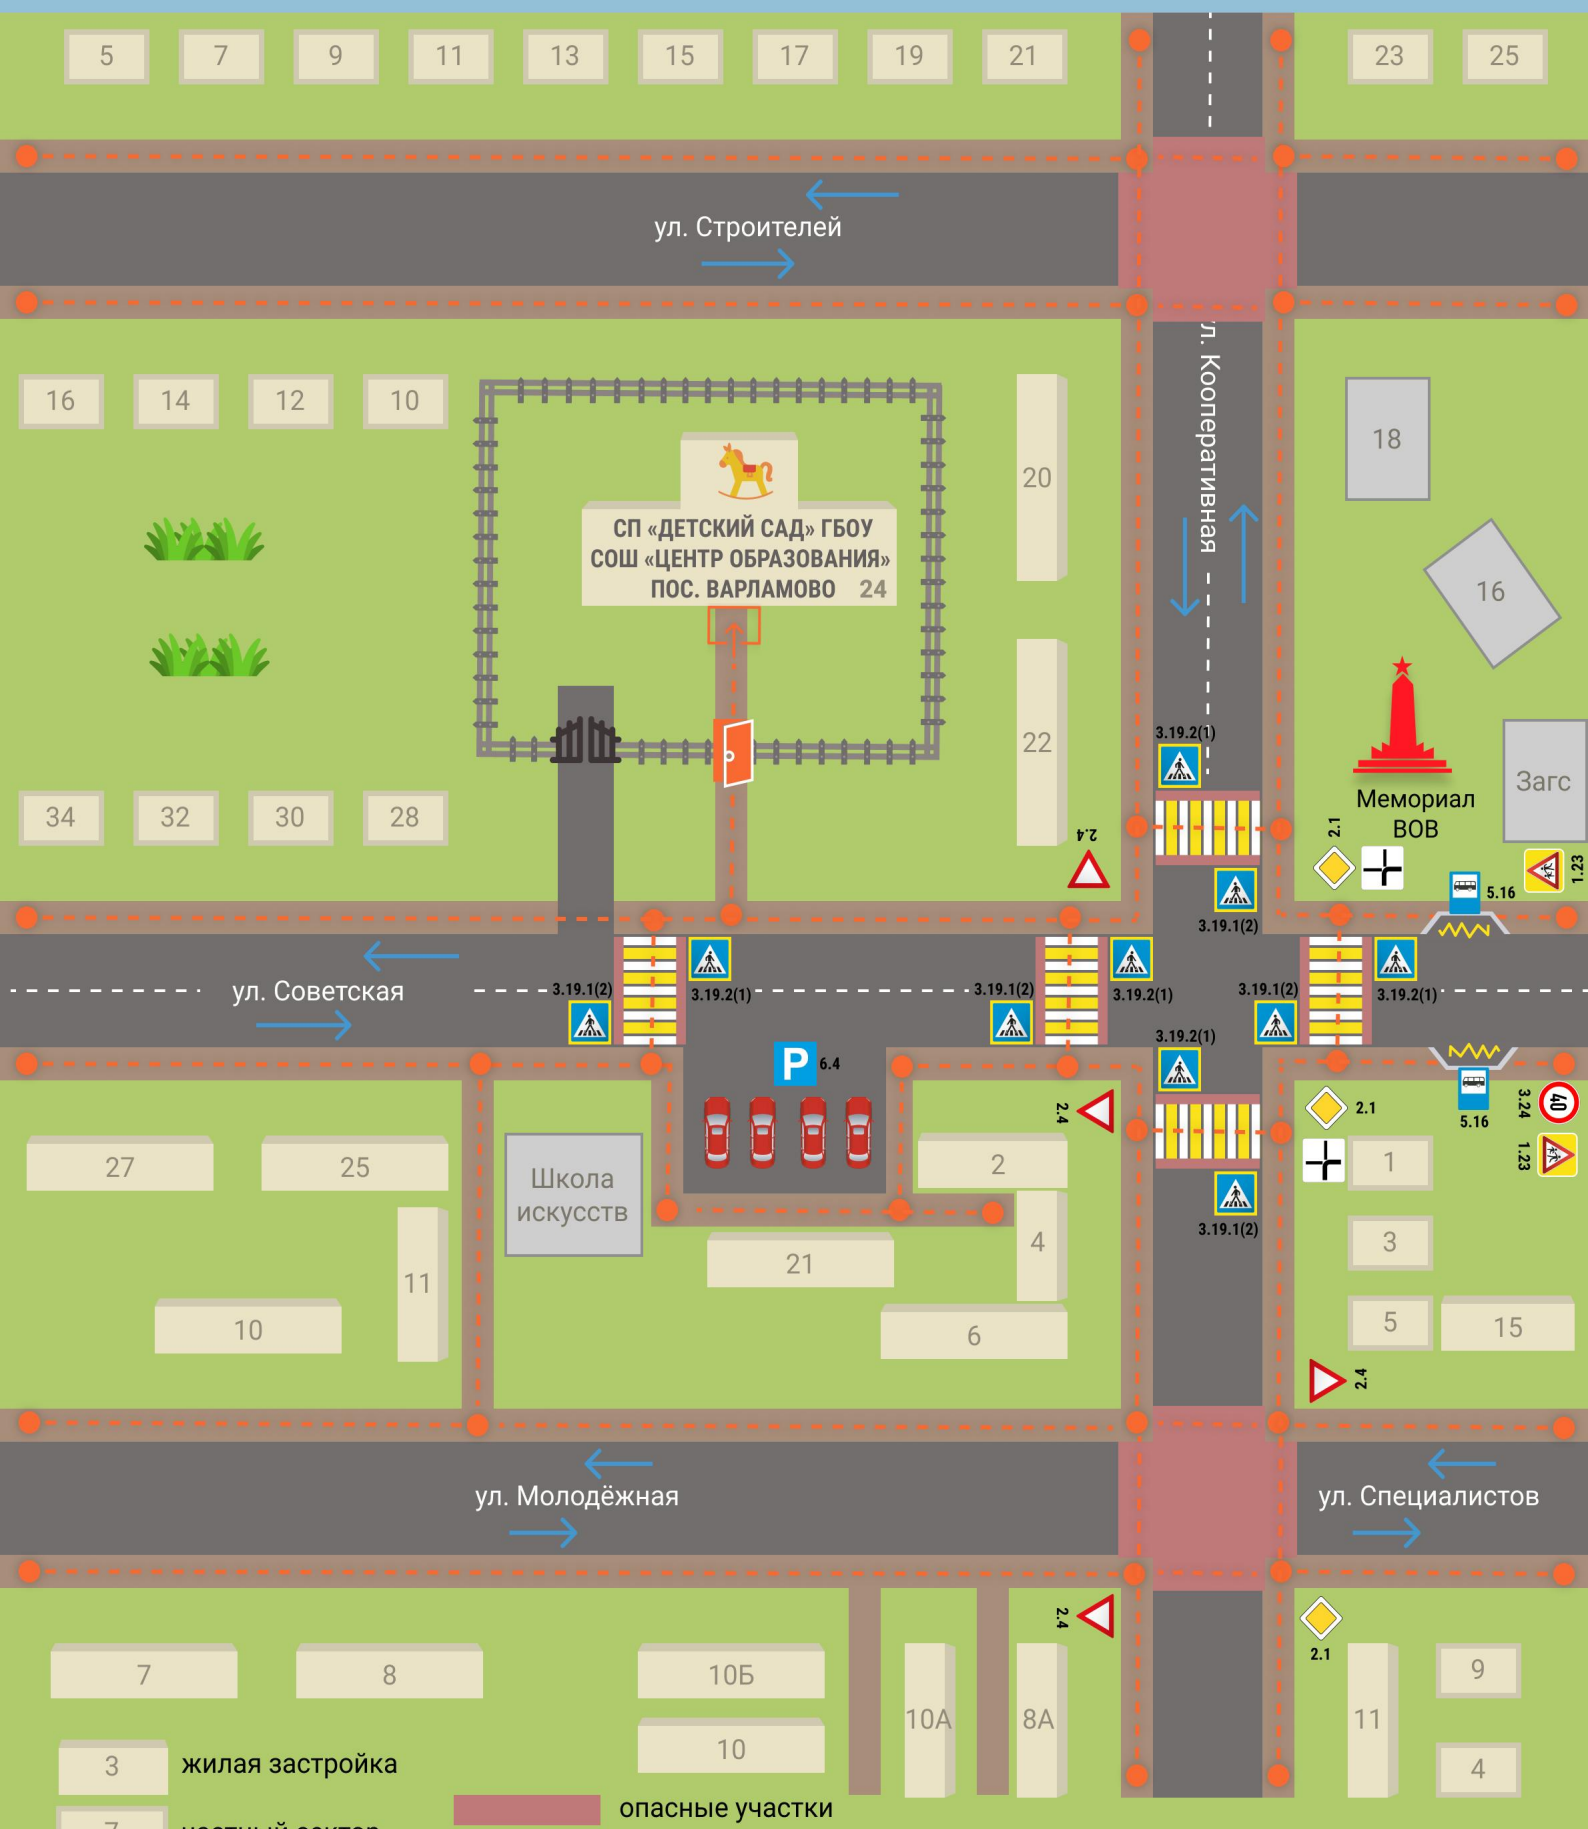 5 7 9 11 13 15 17 19 21 23 25
ул. Строителей
ул. Кооперативная
16 14 12 10
20
18
СП «ДЕТСКИЙ САД» ГБОУ
СОШ «ЦЕНТР ОБРАЗОВАНИЯ»
ПОС. ВАРЛАМОВО 24
16
22
3.19.2(1)
Загс
Мемориал
ВОВ
34 32 30 28
2.4
2.1
1.23
5.16
3.19.1(2)
ул. Советская
3.19.1(2)
3.19.2(1)
3.19.1(2)
3.19.2(1)
3.19.1(2)
3.19.2(1)
3.19.2(1)
P 6.4
2.4
2.1
5.16
3.24
40
1.23
27 25
Школа
искусств
2
1
3.19.1(2)
11
21
4
3
10
6
5 15
2.4
ул. Молодёжная
ул. Специалистов
2.4
2.1
7 8 10Б
10А 8А 11
9
10
4
3 жилая застройка
опасные участки